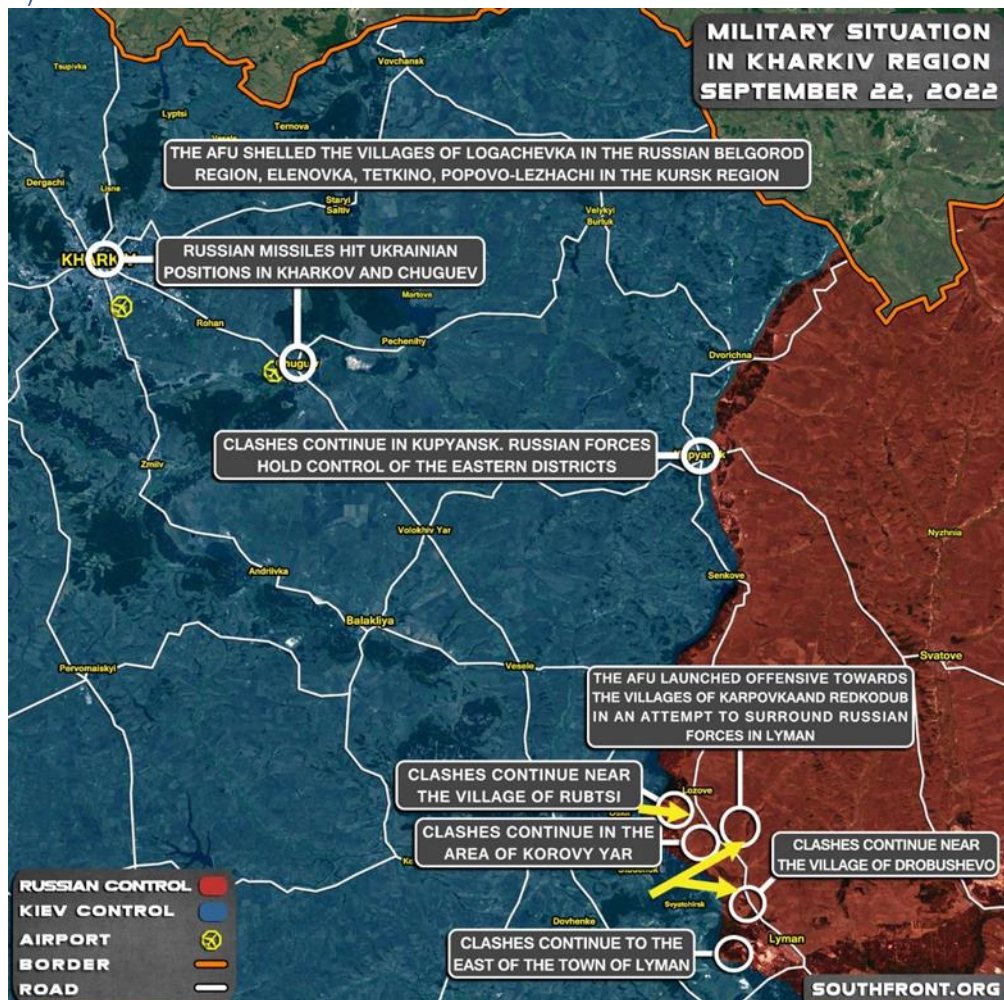 MILITARY SITUATION
IN KHARKIV REGION
SEPTEMBER 22, 2022
Tsupivka
Vovchansk
Lyptsi
Ternova
THE AFU SHELLED THE VILLAGES OF LOGACHEVKA IN THE RUSSIAN BELGOROD
REGION, ELENOVKA, TETKINO, POPOVO-LEZHACHI IN THE KURSK REGION
Dergachi
Lisne
Staryi
Saltiv
Velykyi
Burluk
KHARKOV
RUSSIAN MISSILES HIT UKRAINIAN
POSITIONS IN KHARKOV AND CHUGUEV
Martove
Rohan
Pechenihy
Chuguev
Dvorichna
CLASHES CONTINUE IN KUPYANSK. RUSSIAN FORCES
HOLD CONTROL OF THE EASTERN DISTRICTS
Kupyansk
Zmiiv
Volokhiv Yar
Nyzhnia
Andriivka
Senkove
Balakliya
Pervomaiskyi
Vesele
Svatove
THE AFU LAUNCHED OFFENSIVE TOWARDS
THE VILLAGES OF KARPOVKAAND REDKODUB
IN AN ATTEMPT TO SURROUND RUSSIAN
FORCES IN LYMAN
CLASHES CONTINUE NEAR
THE VILLAGE OF RUBTSI
Lozove
CLASHES CONTINUE IN THE
AREA OF KOROVY YAR
CLASHES CONTINUE NEAR
THE VILLAGE OF DROBUSHEVO
Svyatohirsk
Dovhenke
CLASHES CONTINUE TO THE
EAST OF THE TOWN OF LYMAN
Lyman
RUSSIAN CONTROL
KIEV CONTROL
AIRPORT
BORDER
ROAD
SOUTHFRONT.ORG